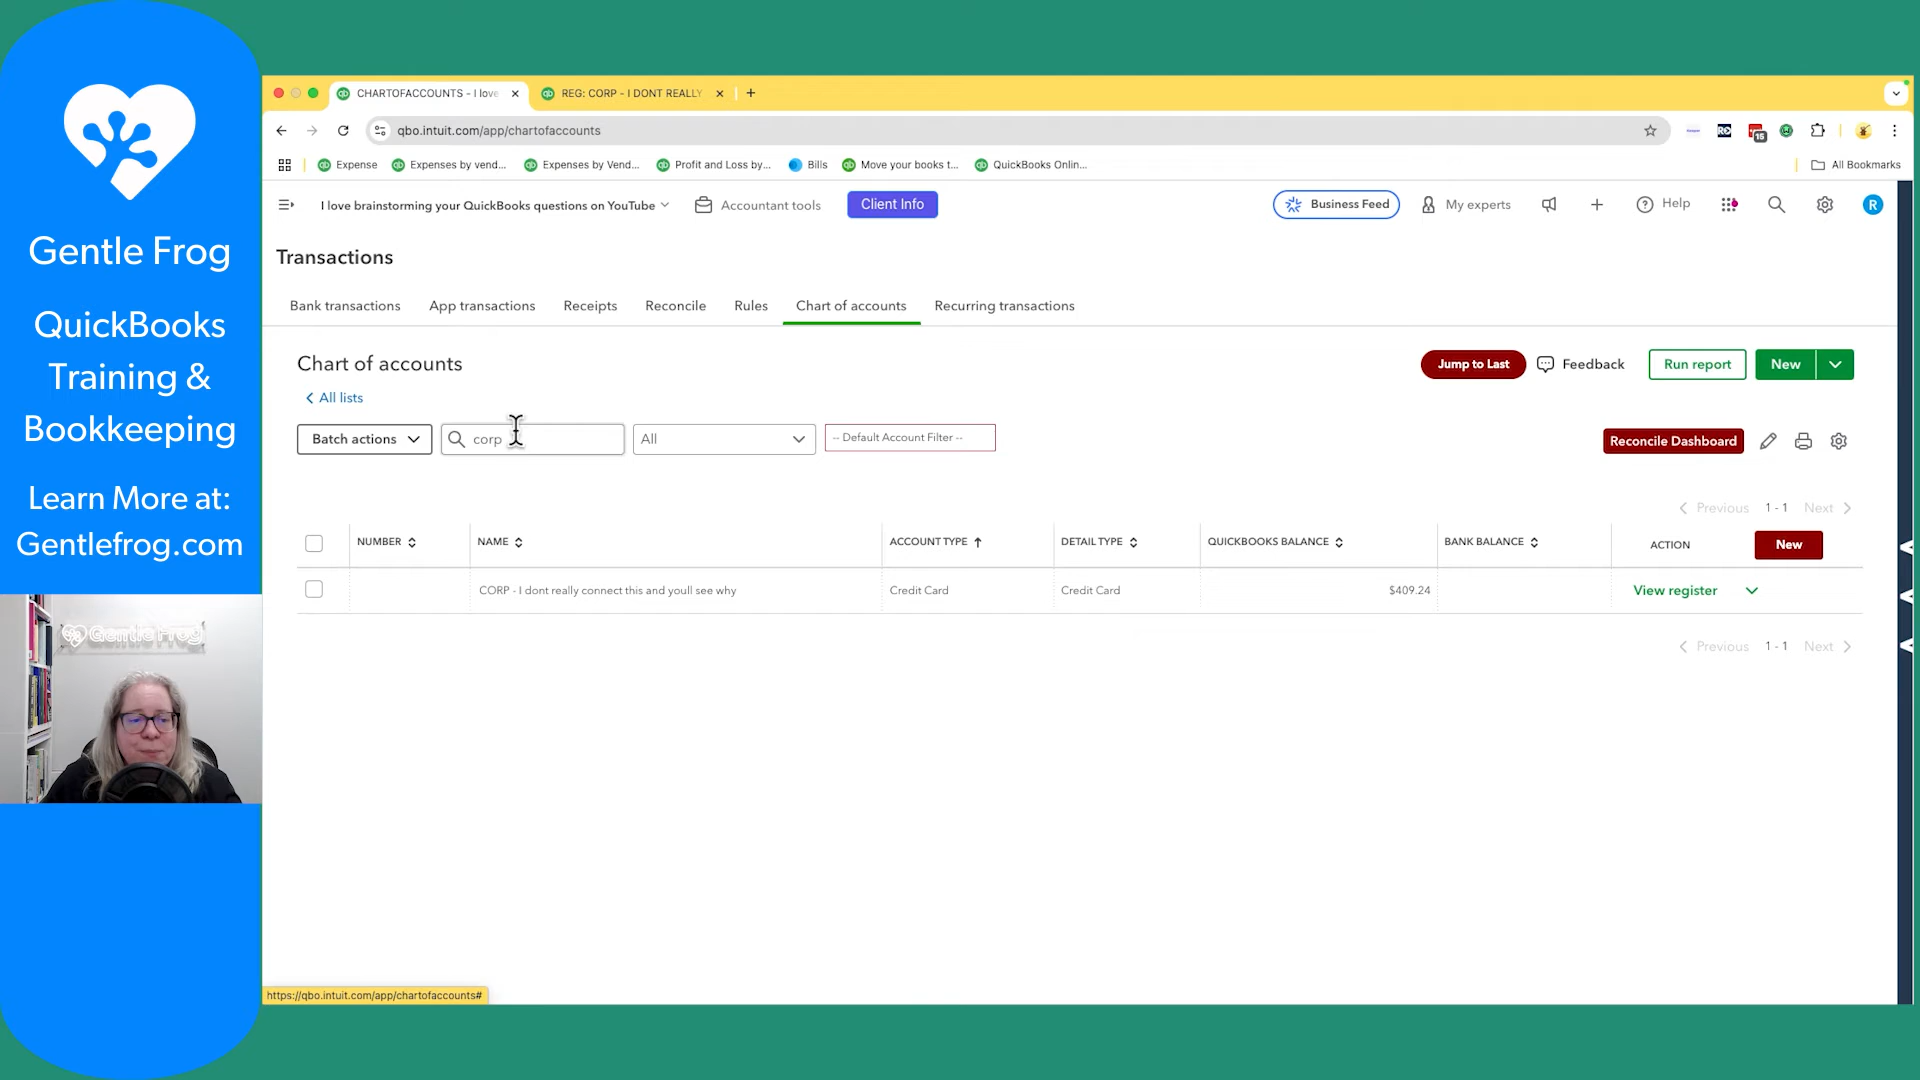 Gentle Frog
QuickBooks
Training &
Bookkeeping
Learn More at:
Gentlefrog.com
Gentle Frog
CHARTOFACCOUNTS - I love
REG: CORP - I DONT REALLY
qbo.intuit.com/app/chartofaccounts
15
Expense
Expenses by vend...
Expenses by Vend...
Profit and Loss by...
Bills
Move your books t...
QuickBooks Onlin...
All Bookmarks
I love brainstorming your QuickBooks questions on YouTube
Accountant tools
Client Info
Business Feed
My experts
Help
R
Transactions
Bank transactions
App transactions
Receipts
Reconcile
Rules
Chart of accounts
Recurring transactions
Chart of accounts
Jump to Last
Feedback
Run report
New
All lists
Batch actions
corp
All
-- Default Account Filter --
Reconcile Dashboard
Previous 1 - 1 Next
NUMBER NAME ACCOUNT TYPE DETAIL TYPE QUICKBOOKS BALANCE BANK BALANCE ACTION New
CORP - I dont really connect this and youll see why Credit Card Credit Card $409.24 View register
Previous 1 - 1 Next
https://qbo.intuit.com/app/chartofaccounts#